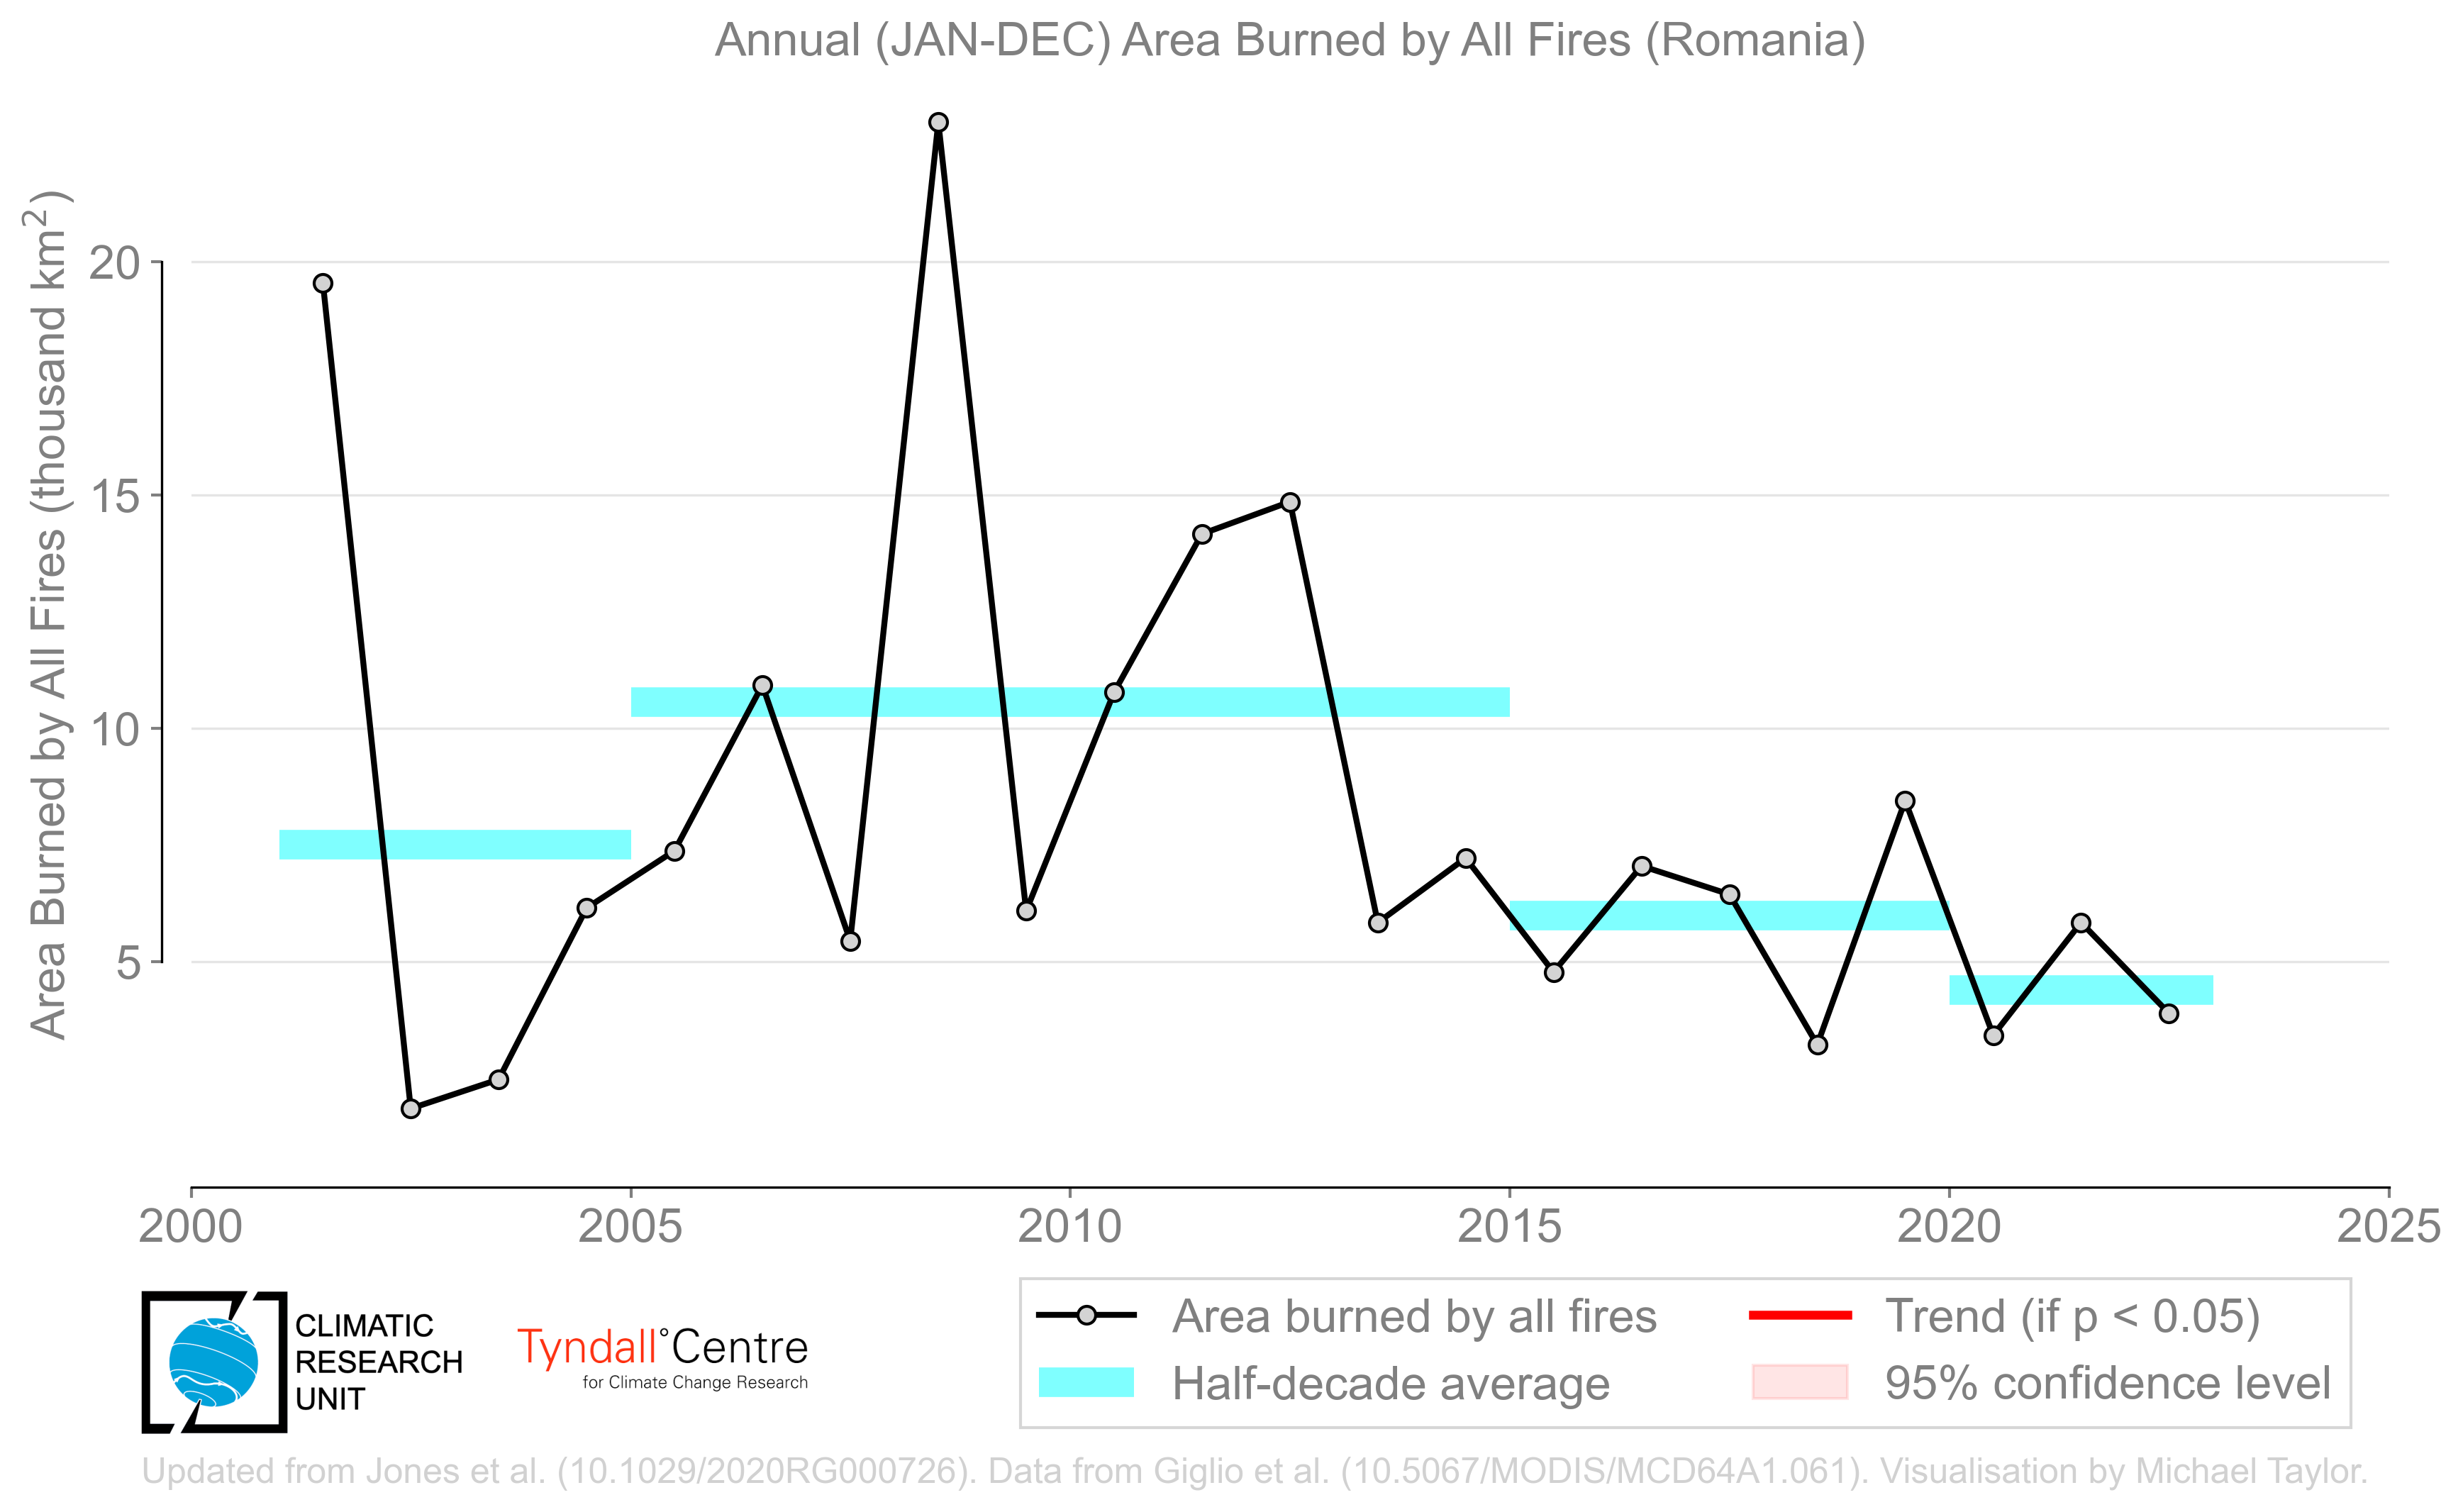 Annual (JAN-DEC) Area Burned by All Fires (Romania)
Area Burned by All Fires (thousand km²)
20
15
10
5
2000 2005 2010 2015 2020 2025
CLIMATIC
RESEARCH
UNIT
Tyndall°Centre
for Climate Change Research
Area burned by all fires
Half-decade average
Trend (if p < 0.05)
95% confidence level
Updated from Jones et al. (10.1029/2020RG000726). Data from Giglio et al. (10.5067/MODIS/MCD64A1.061). Visualisation by Michael Taylor.